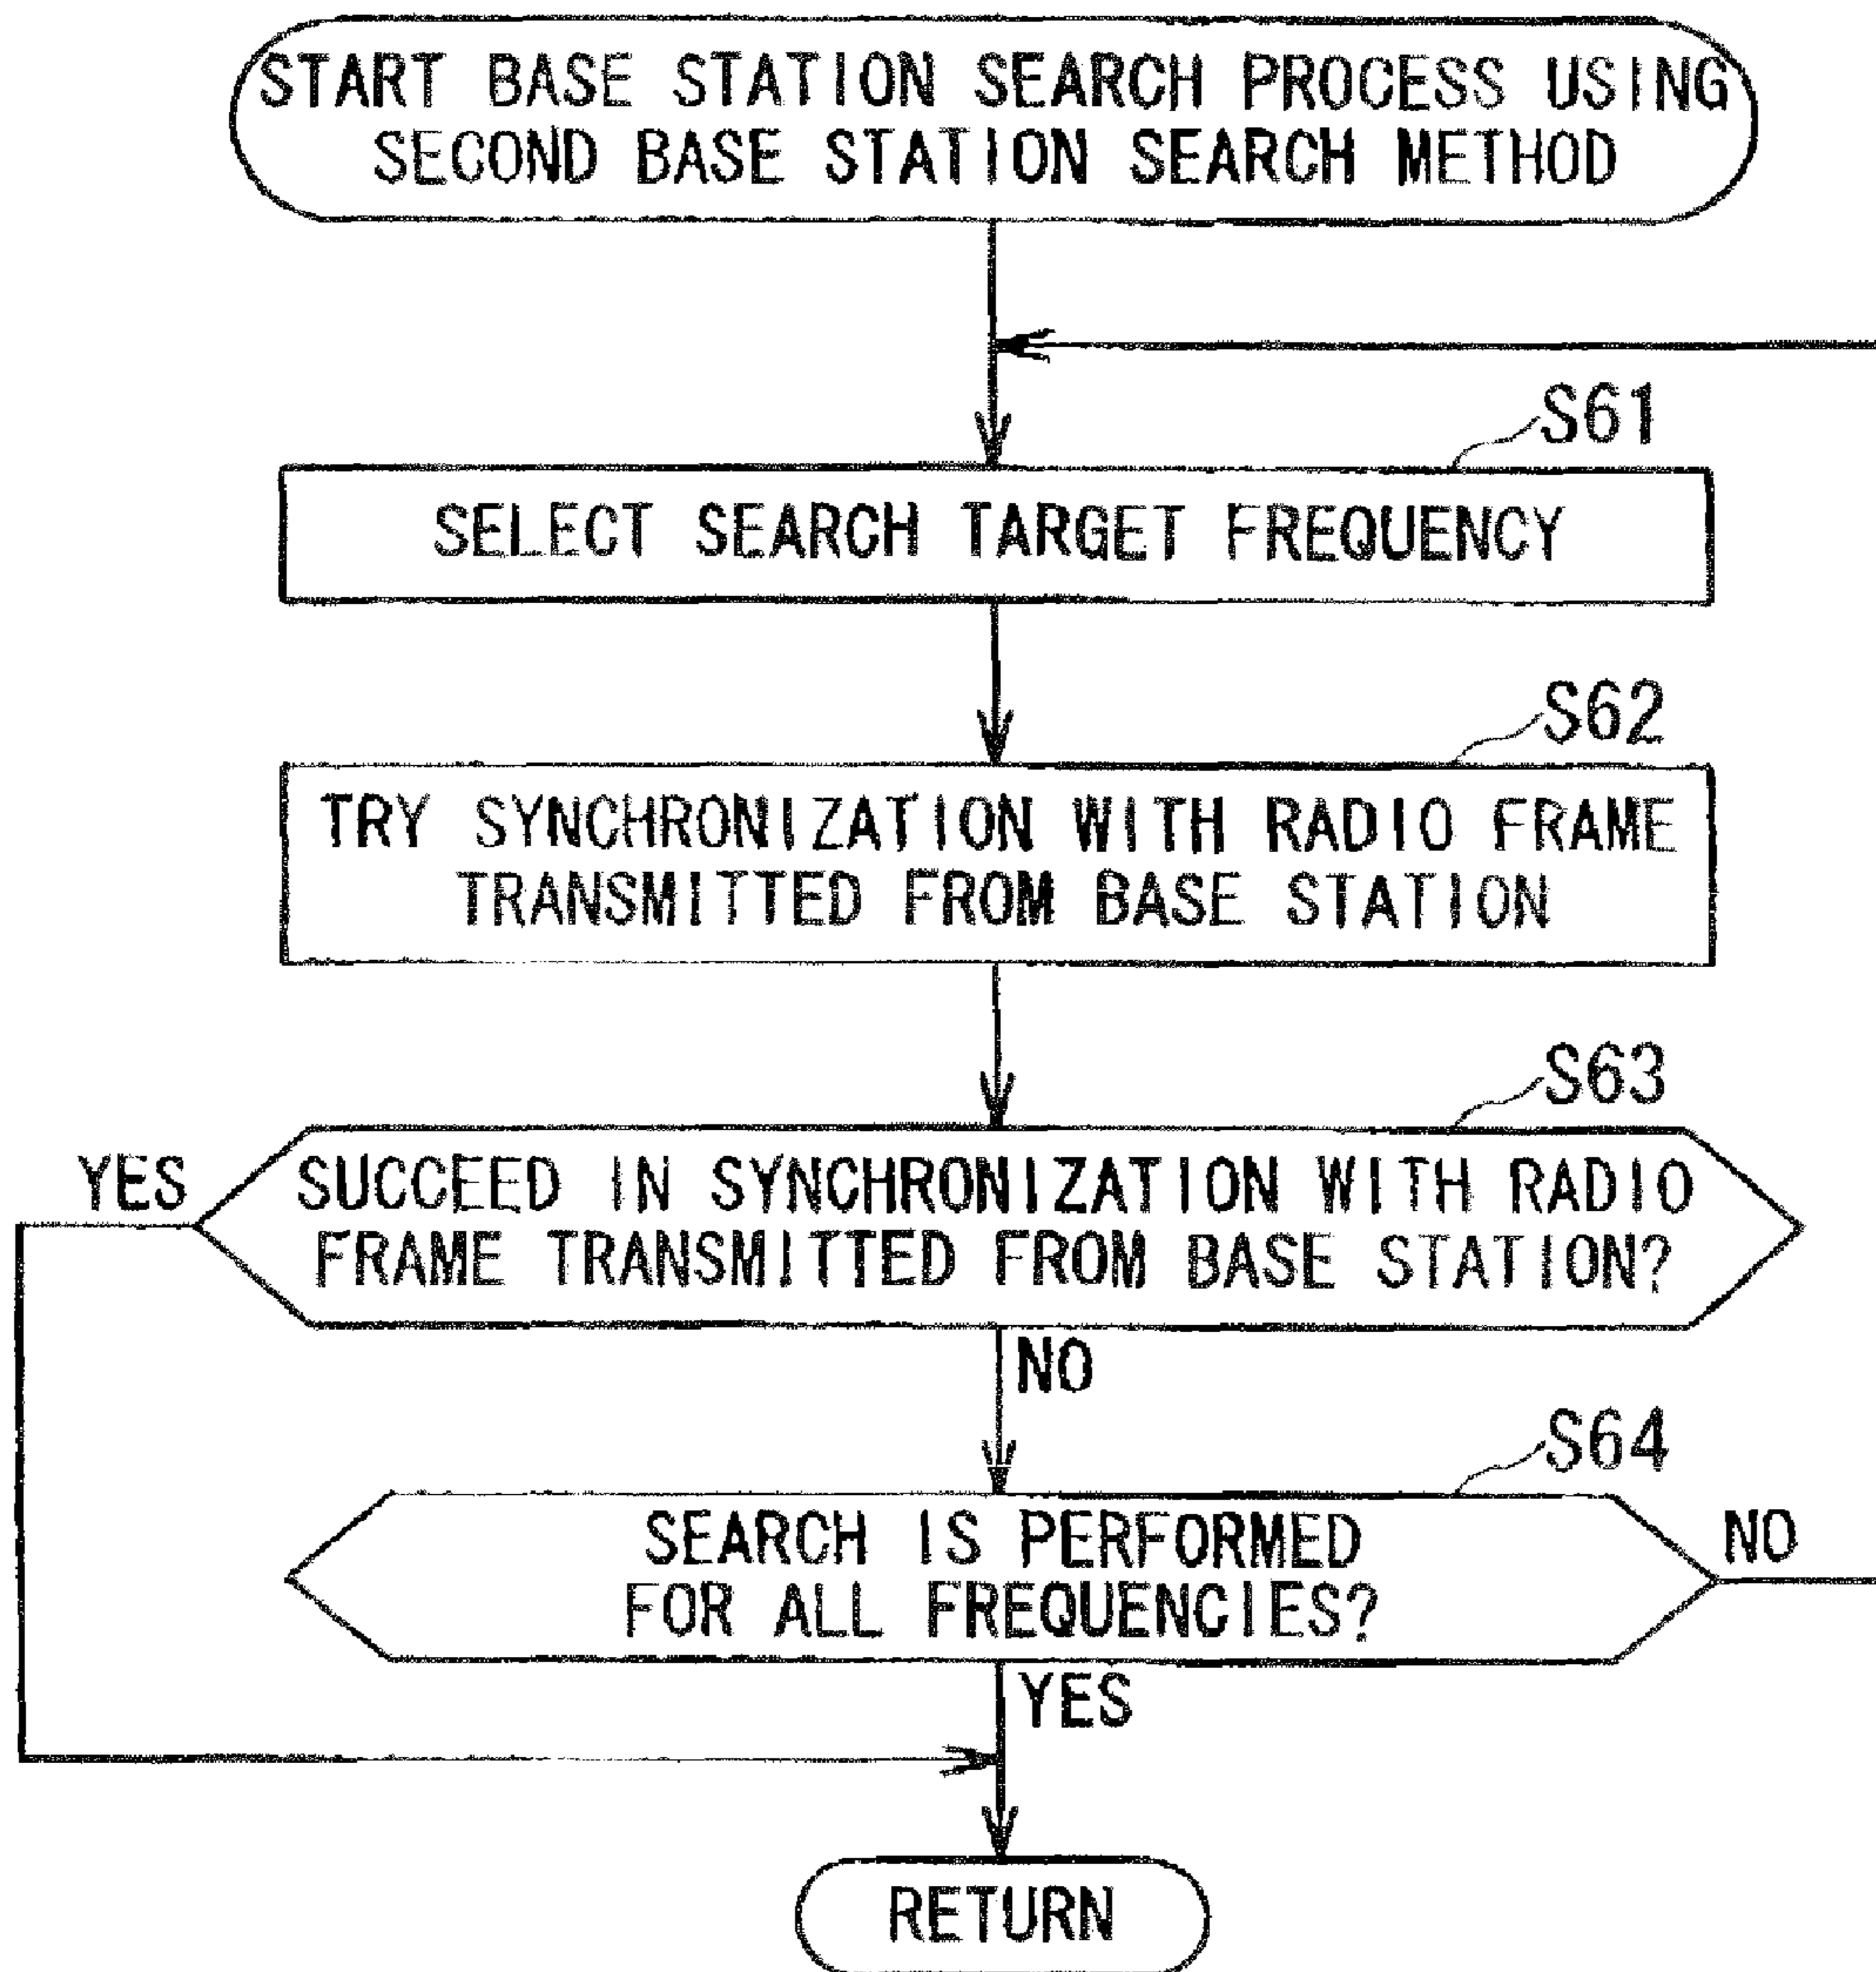 START BASE STATION SEARCH PROCESS USING
SECOND BASE STATION SEARCH METHOD
S61
SELECT SEARCH TARGET FREQUENCY
S62
TRY SYNCHRONIZATION WITH RADIO FRAME
TRANSMITTED FROM BASE STATION
S63
YES
SUCCEED IN SYNCHRONIZATION WITH RADIO
FRAME TRANSMITTED FROM BASE STATION?
NO
S64
SEARCH IS PERFORMED
FOR ALL FREQUENCIES?
NO
YES
RETURN